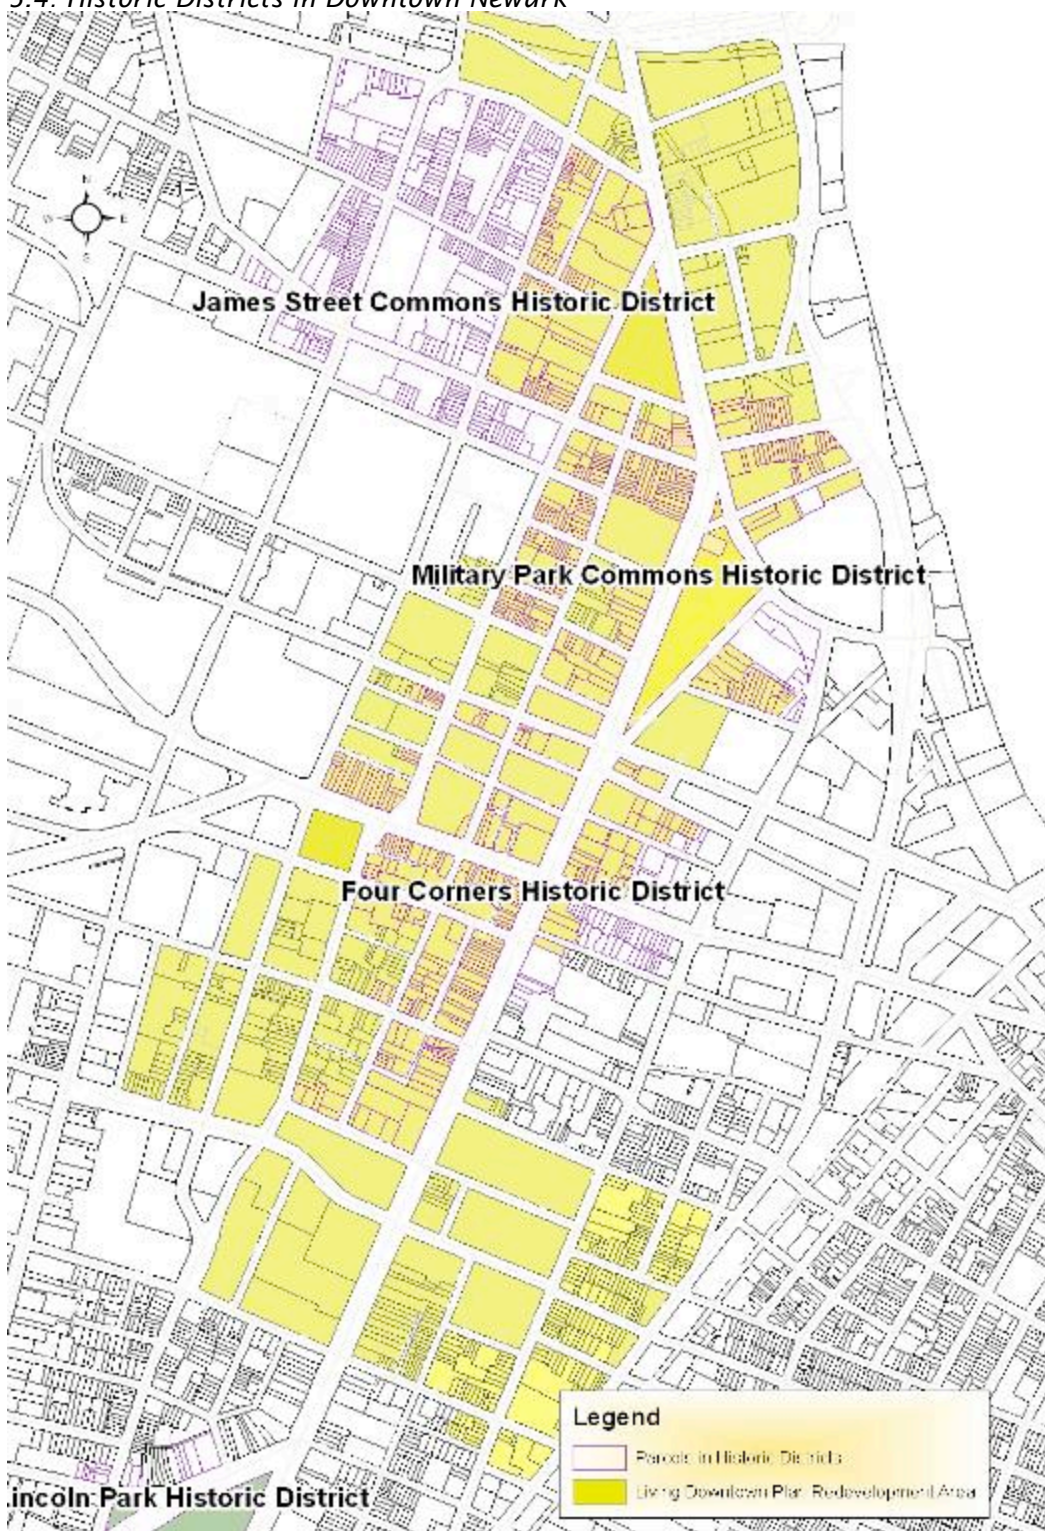 5.4. Historic Districts in Downtown Newark
N
W E
S
James Street Commons Historic District
Military Park Commons Historic District
Four Corners Historic District
incoln Park Historic District
Legend
Parcels in Historic Districts
Living Downtown Plan Redevelopment Area